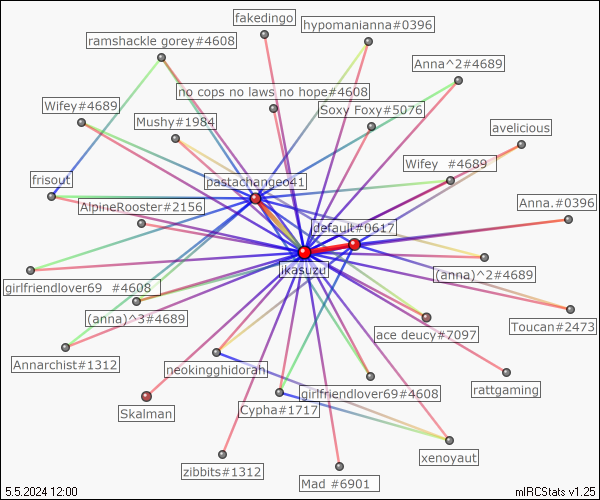 fakedingo
hypomanianna#0396
ramshackle gorey#4608
Anna^2#4689
no cops no laws no hope#4608
Wifey#4689
Soxy Foxy#5076
Mushy#1984
avelicious
Wifey #4689
frisout
pastachangeo41
AlpineRooster#2156
Anna.#0396
default#0617
ikasuzu
(anna)^2#4689
girlfriendlover69 #4608
(anna)^3#4689
Toucan#2473
ace deucy#7097
Annarchist#1312
neokingghidorah
rattgaming
girlfriendlover69#4608
Skalman
Cypha#1717
xenoyaut
zibbits#1312
Mad #6901
5.5.2024 12:00
mIRCStats v1.25